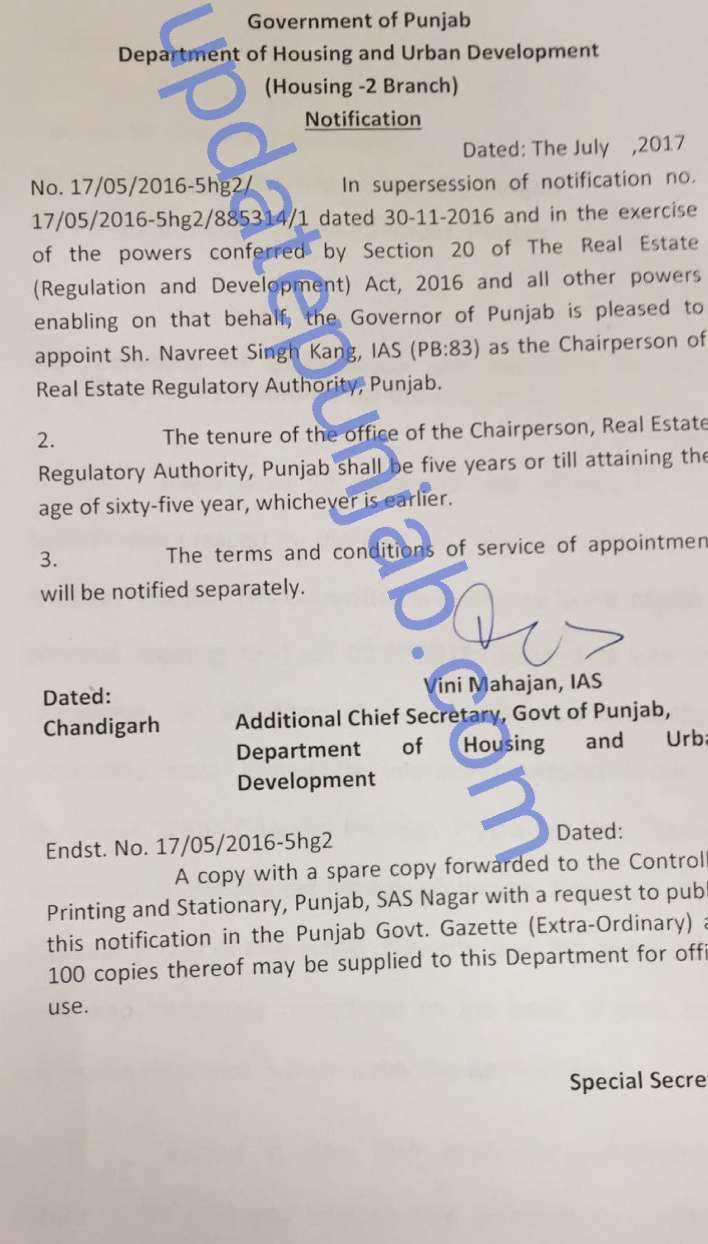 Government of Punjab
Department of Housing and Urban Development
(Housing -2 Branch)
Notification
Dated: The July ,2017
No. 17/05/2016-5hg2/ In supersession of notification no.
17/05/2016-5hg2/885314/1 dated 30-11-2016 and in the exercise
of the powers conferred by Section 20 of The Real Estate
(Regulation and Development) Act, 2016 and all other powers
enabling on that behalf, the Governor of Punjab is pleased to
appoint Sh. Navreet Singh Kang, IAS (PB:83) as the Chairperson of
Real Estate Regulatory Authority, Punjab.
2. The tenure of the office of the Chairperson, Real Estate
Regulatory Authority, Punjab shall be five years or till attaining the
age of sixty-five year, whichever is earlier.
3. The terms and conditions of service of appointmen
will be notified separately.
Vini Mahajan, IAS
Dated:
Chandigarh
Additional Chief Secretary, Govt of Punjab,
Department of Housing and Urba
Development
Endst. No. 17/05/2016-5hg2 Dated:
A copy with a spare copy forwarded to the Controll
Printing and Stationary, Punjab, SAS Nagar with a request to publ
this notification in the Punjab Govt. Gazette (Extra-Ordinary) a
100 copies thereof may be supplied to this Department for offi
use.
Special Secre
updatepunjab.com